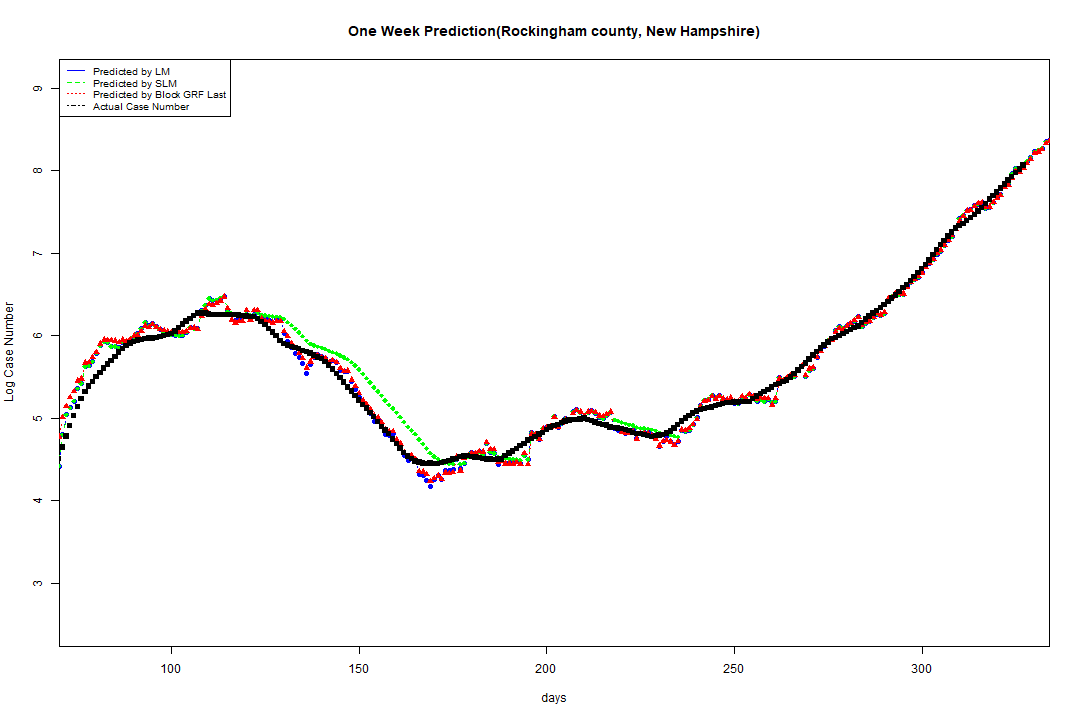 One Week Prediction(Rockingham county, New Hampshire)
Predicted by LM
Predicted by SLM
Predicted by Block GRF Last
Actual Case Number
9
8
7
6
5
4
3
Log Case Number
100 150 200 250 300
days